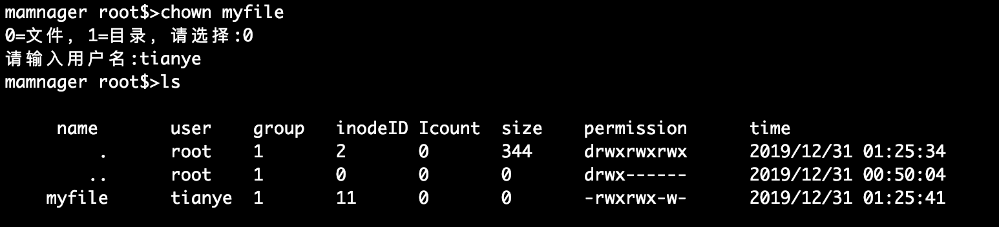 mamnager root$>chown myfile
0=文件, 1=目录, 请选择:0
请输入用户名:tianye
mamnager root$>ls
name user group inodeID Icount size permission time
. root 1 2 0 344 drwxrwxrwx 2019/12/31 01:25:34
.. root 1 0 0 0 drwx------ 2019/12/31 00:50:04
myfile tianye 1 11 0 0 -rwxrwx-w- 2019/12/31 01:25:41